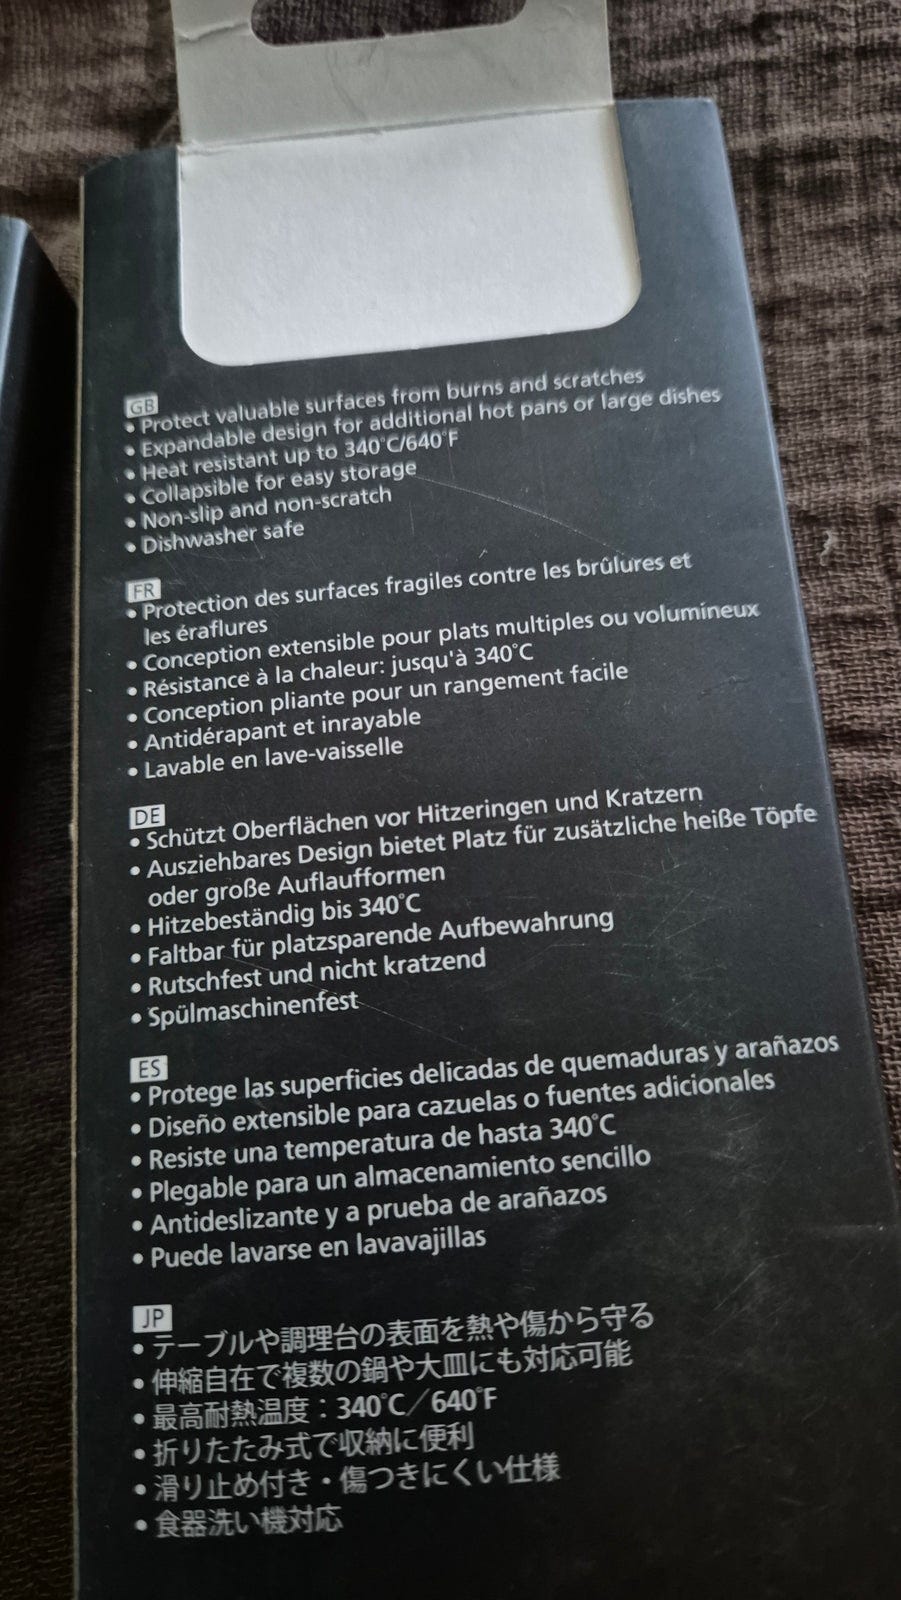 GB
• Protect valuable surfaces from burns and scratches
• Expandable design for additional hot pans or large dishes
• Heat resistant up to 340°C/640°F
• Collapsible for easy storage
• Non-slip and non-scratch
• Dishwasher safe
FR
• Protection des surfaces fragiles contre les brûlures et
les éraflures
• Conception extensible pour plats multiples ou volumineux
• Résistance à la chaleur: jusqu'à 340°C
• Conception pliante pour un rangement facile
• Antidérapant et inrayable
• Lavable en lave-vaisselle
DE
• Schützt Oberflächen vor Hitzeringen und Kratzern
• Ausziehbares Design bietet Platz für zusätzliche heiße Töpfe
oder große Auflaufformen
• Hitzebeständig bis 340°C
• Faltbar für platzsparende Aufbewahrung
• Rutschfest und nicht kratzend
• Spülmaschinenfest
ES
• Protege las superficies delicadas de quemaduras y arañazos
• Diseño extensible para cazuelas o fuentes adicionales
• Resiste una temperatura de hasta 340°C
• Plegable para un almacenamiento sencillo
• Antideslizante y a prueba de arañazos
• Puede lavarse en lavavajillas
JP
• テーブルや調理台の表面を熱や傷から守る
• 伸縮自在で複数の鍋や大皿にも対応可能
• 最高耐熱温度：340°C／640°F
• 折りたたみ式で収納に便利
• 滑り止め付き・傷つきにくい仕様
• 食器洗い機対応